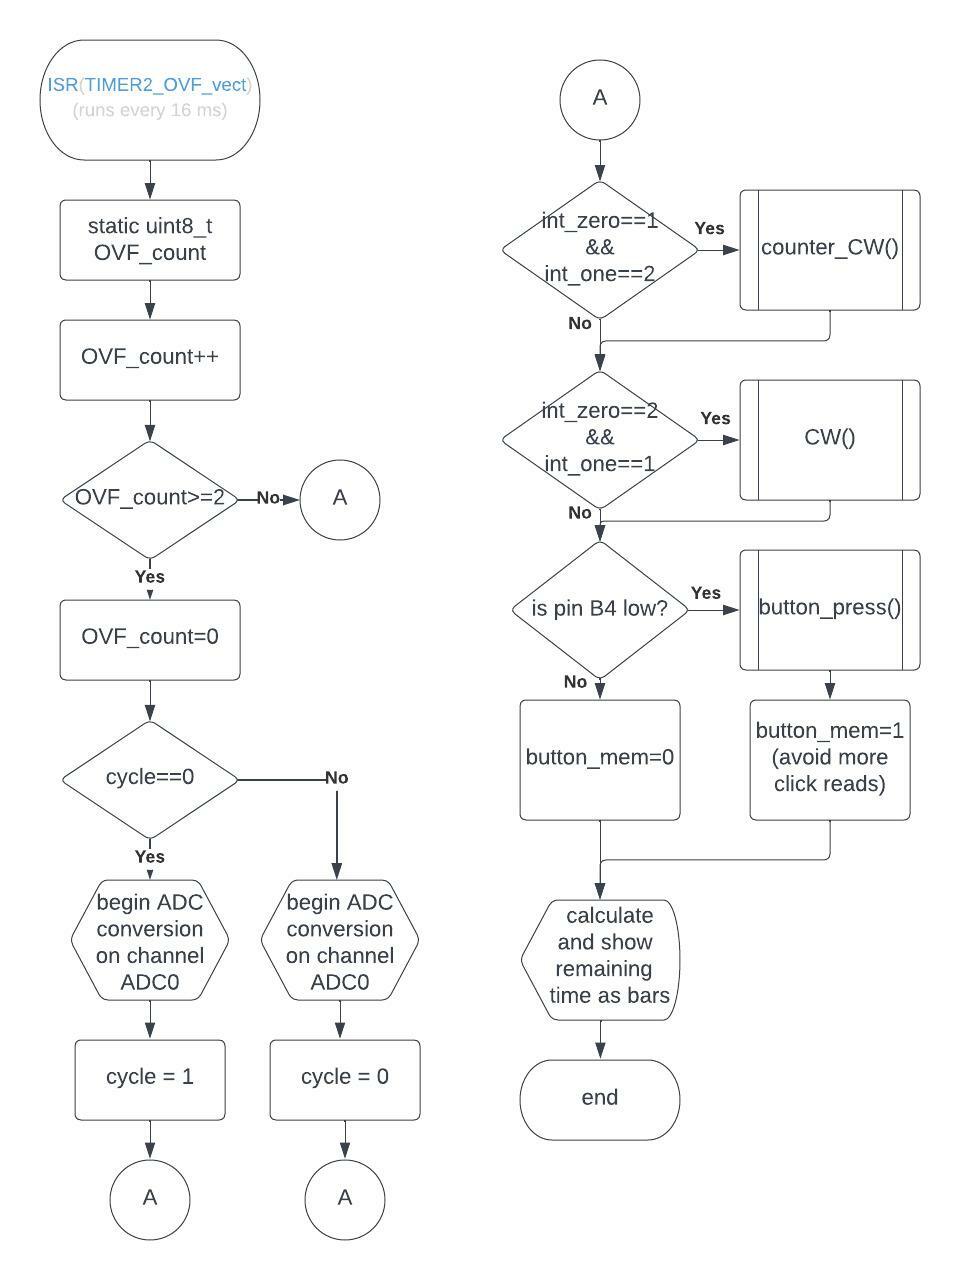 ISR(TIMER2_OVF_vect)
(runs every 16 ms)
static uint8_t
OVF_count
OVF_count++
OVF_count>=2
No
A
Yes
OVF_count=0
cycle==0
No
Yes
begin ADC
conversion
on channel
ADC0
begin ADC
conversion
on channel
ADC0
cycle = 1
cycle = 0
A
A
A
int_zero==1
&&
int_one==2
Yes
counter_CW()
No
int_zero==2
&&
int_one==1
Yes
CW()
No
is pin B4 low?
Yes
button_press()
No
button_mem=0
button_mem=1
(avoid more
click reads)
calculate
and show
remaining
time as bars
end